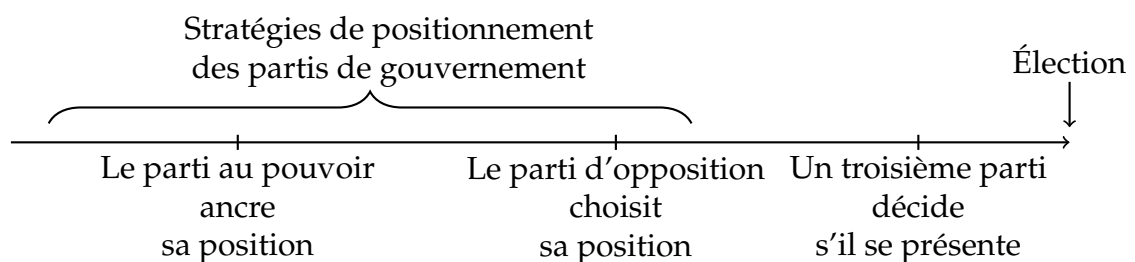 Stratégies de positionnement
des partis de gouvernement
Élection
Le parti au pouvoir
ancre
sa position
Le parti d'opposition
choisit
sa position
Un troisième parti
décide
s'il se présente